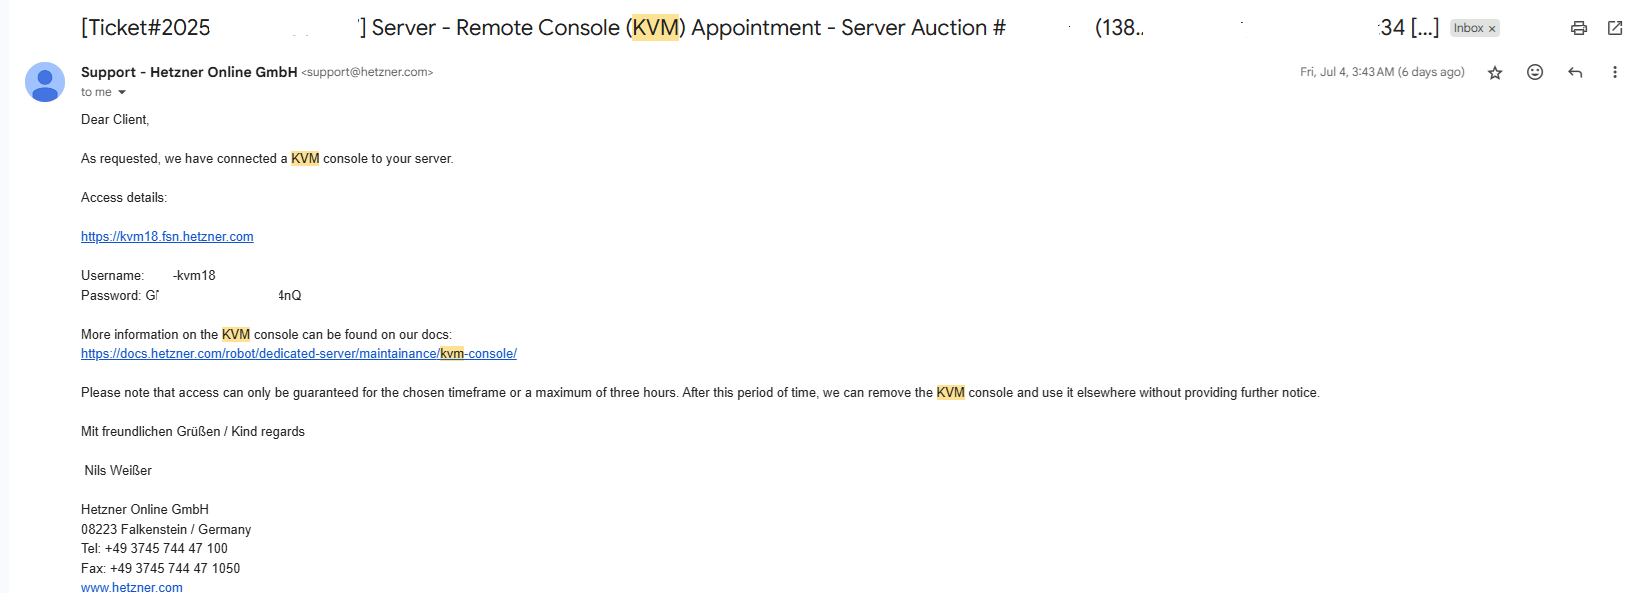 [Ticket#2025 ] Server - Remote Console (KVM) Appointment - Server Auction # (138.. 34 [...] Inbox ×
Support - Hetzner Online GmbH <support@hetzner.com> Fri, Jul 4, 3:43 AM (6 days ago)
to me
Dear Client,
As requested, we have connected a KVM console to your server.
Access details:
https://kvm18.fsn.hetzner.com
Username: -kvm18
Password: 4nQ
More information on the KVM console can be found on our docs:
https://docs.hetzner.com/robot/dedicated-server/maintainance/kvm-console/
Please note that access can only be guaranteed for the chosen timeframe or a maximum of three hours. After this period of time, we can remove the KVM console and use it elsewhere without providing further notice.
Mit freundlichen Grüßen / Kind regards
Nils Weißer
Hetzner Online GmbH
08223 Falkenstein / Germany
Tel: +49 3745 744 47 100
Fax: +49 3745 744 47 1050
www.hetzner.com